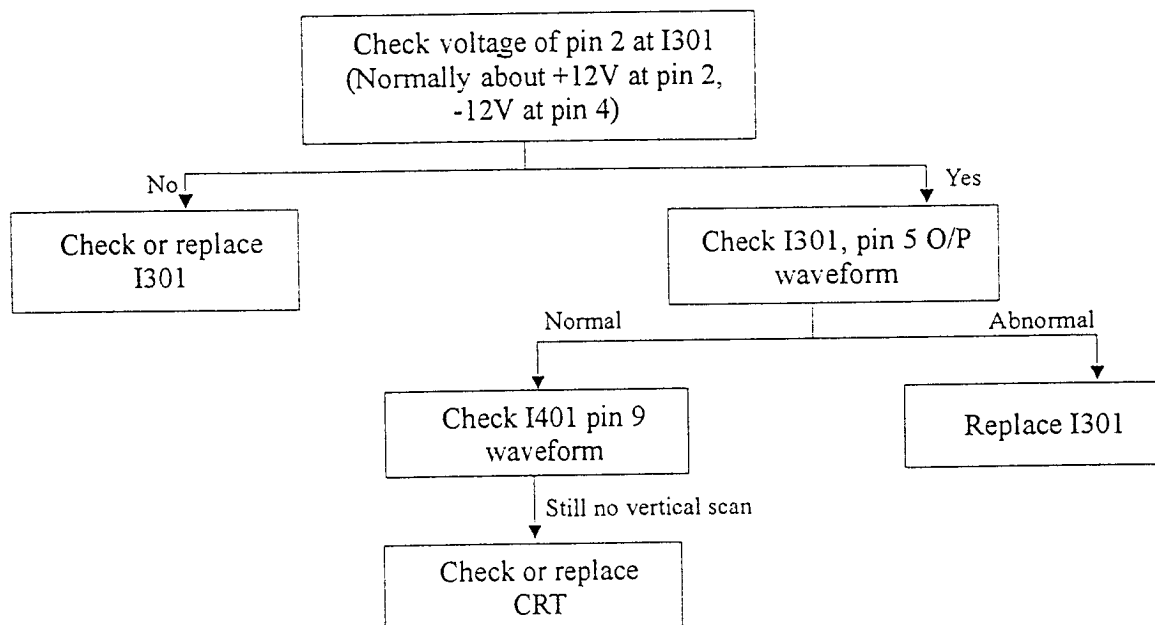 Check voltage of pin 2 at I301
(Normally about +12V at pin 2,
-12V at pin 4)
No
Yes
Check or replace
I301
Check I301, pin 5 O/P
waveform
Normal
Abnormal
Check I401 pin 9
waveform
Replace I301
Still no vertical scan
Check or replace
CRT